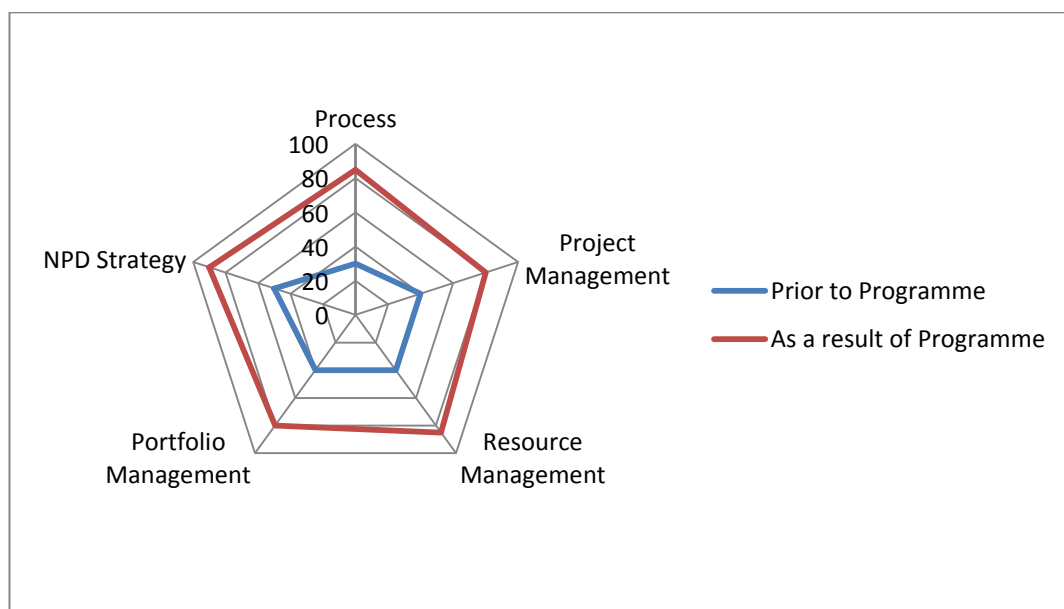 Process
100
80
60
40
20
0
Project
Management
Resource
Management
Portfolio
Management
NPD Strategy
Prior to Programme
As a result of Programme